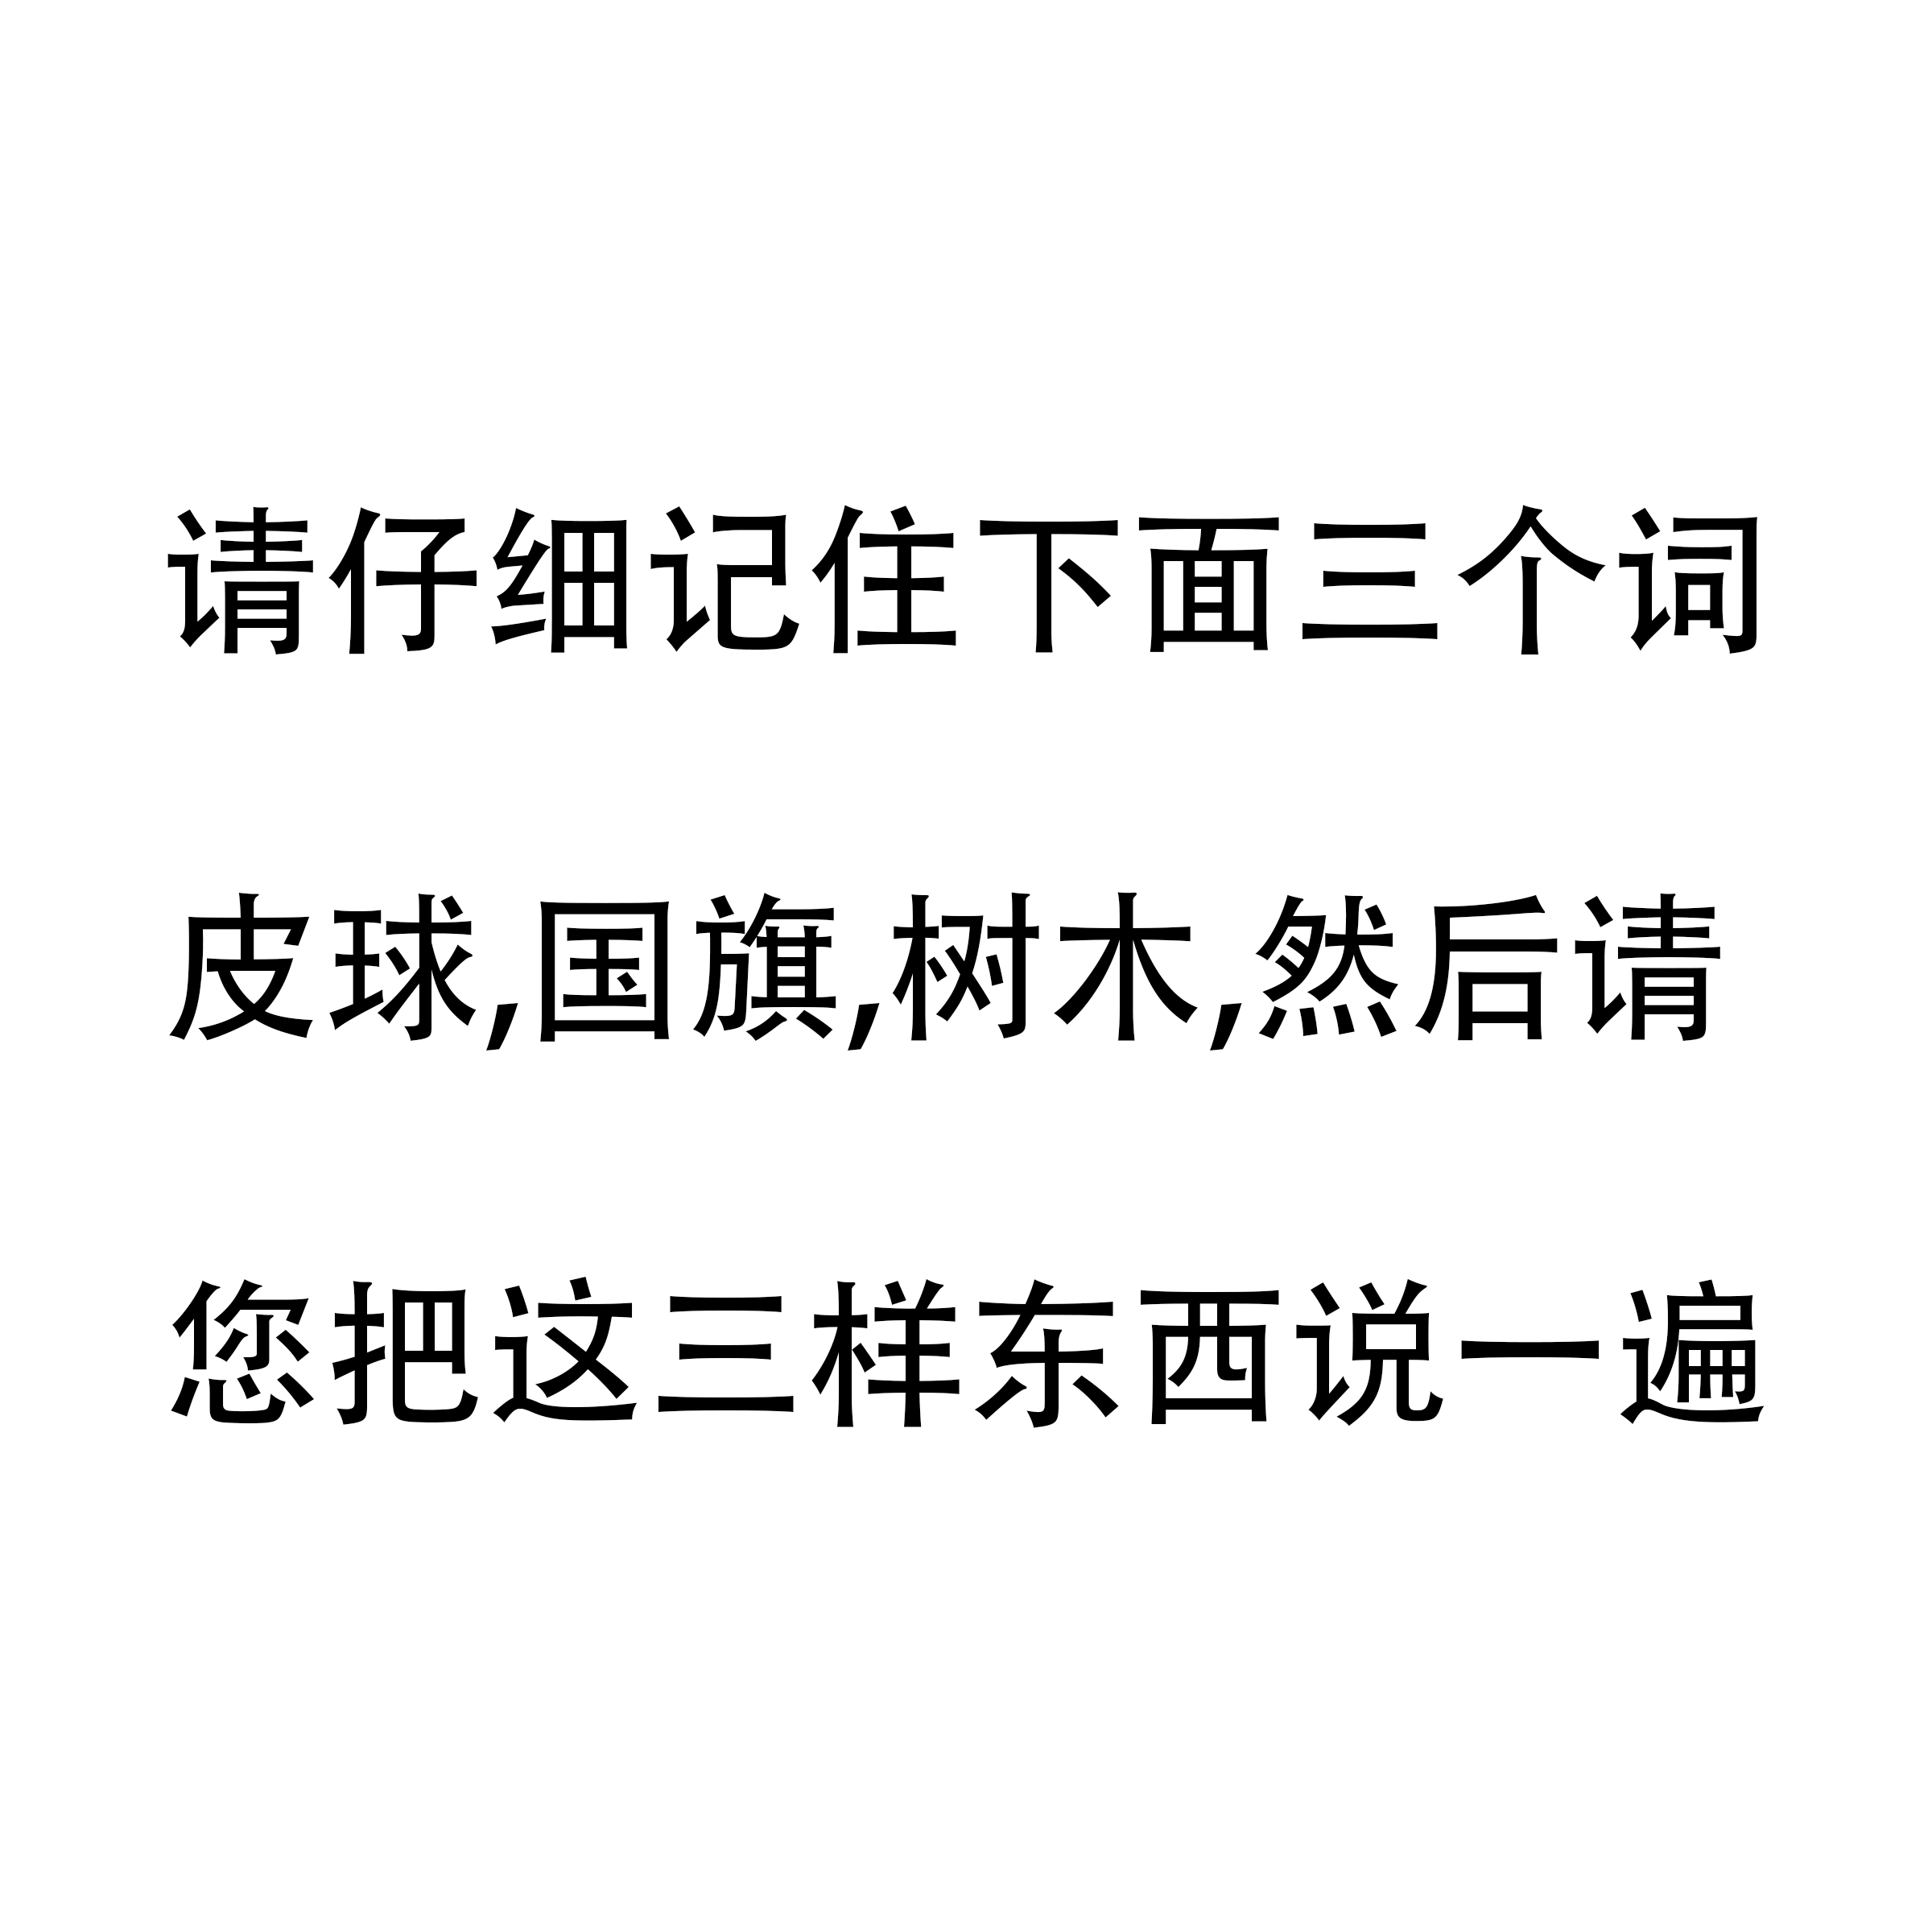 请仔细记住下面三个词
皮球,国旗,树木,然后请
您把这三样东西说一遍